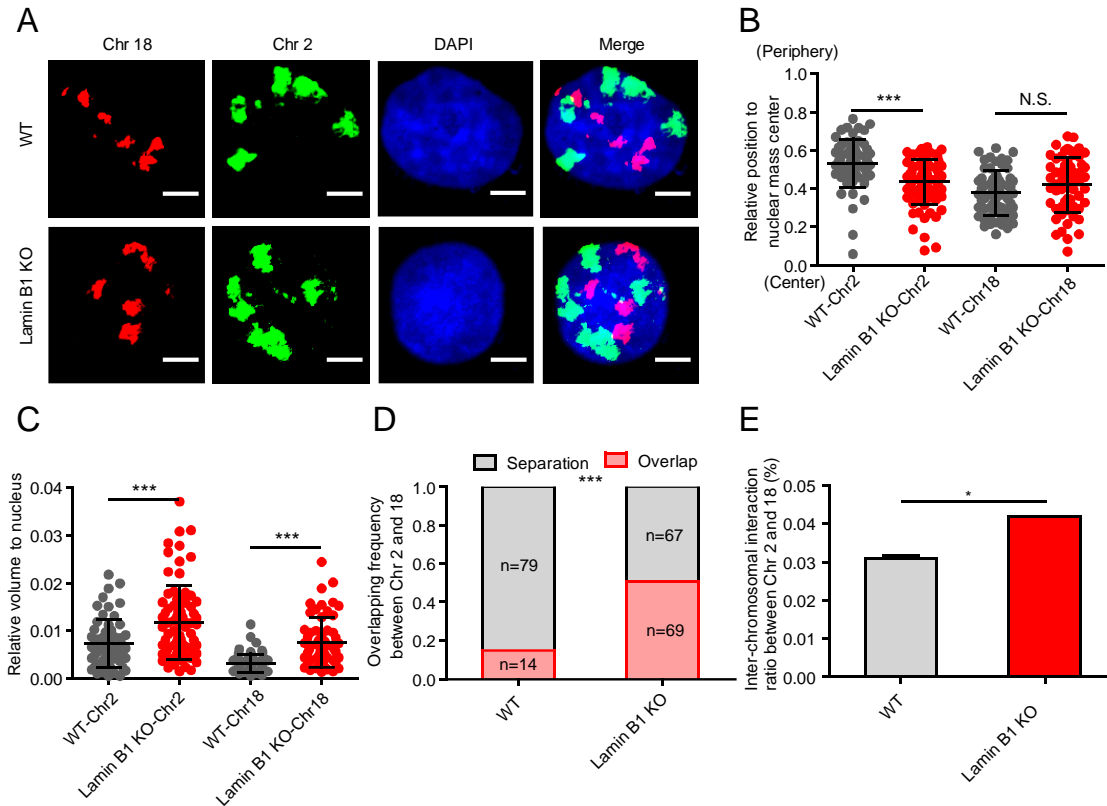 A
Chr 18
Chr 2
DAPI
Merge
WT
Lamin B1 KO
B
(Periphery)
Relative position to
nuclear mass center
1.0
0.8
0.6
0.4
0.2
0.0
(Center)
***
N.S.
WT-Chr2
Lamin B1 KO-Chr2
WT-Chr18
Lamin B1 KO-Chr18
C
Relative volume to nucleus
0.04
0.03
0.02
0.01
0.00
***
***
WT-Chr2
Lamin B1 KO-Chr2
WT-Chr18
Lamin B1 KO-Chr18
D
Separation
Overlap
***
Overlapping frequency
between Chr 2 and 18
1.0
0.8
0.6
0.4
0.2
0.0
n=79
n=14
n=67
n=69
WT
Lamin B1 KO
E
Inter-chromosomal interaction
ratio between Chr 2 and 18 (%)
0.05
0.04
0.03
0.02
0.01
0.00
*
WT
Lamin B1 KO